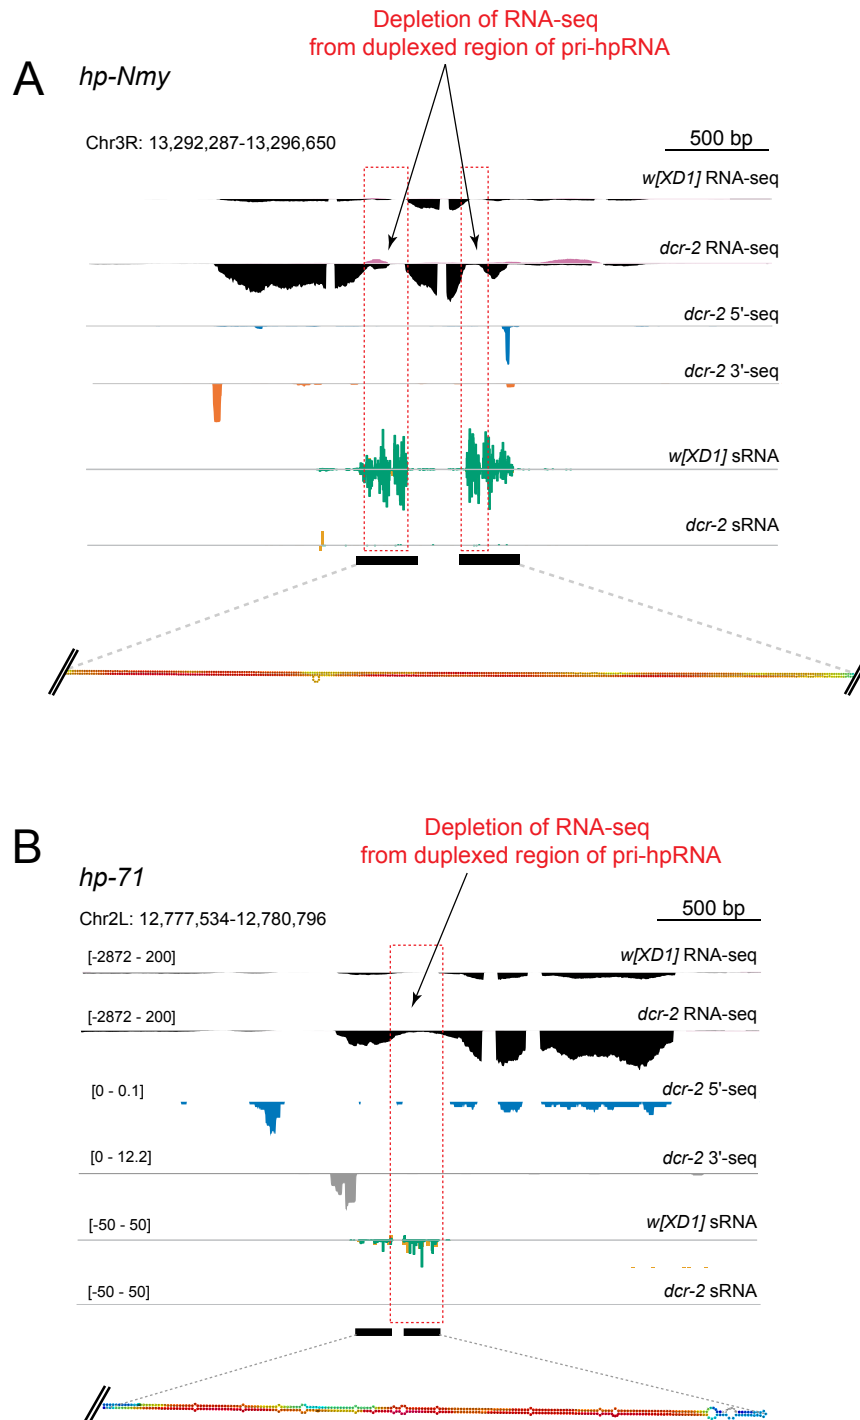 Depletion of RNA-seq
from duplexed region of pri-hpRNA
A
hp-Nmy
Chr3R: 13,292,287-13,296,650
500 bp
w[XD1] RNA-seq
dcr-2 RNA-seq
dcr-2 5'-seq
dcr-2 3'-seq
w[XD1] sRNA
dcr-2 sRNA
B
Depletion of RNA-seq
from duplexed region of pri-hpRNA
hp-71
Chr2L: 12,777,534-12,780,796
500 bp
[-2872 - 200] w[XD1] RNA-seq
[-2872 - 200] dcr-2 RNA-seq
[0 - 0.1] dcr-2 5'-seq
[0 - 12.2] dcr-2 3'-seq
[-50 - 50] w[XD1] sRNA
[-50 - 50] dcr-2 sRNA